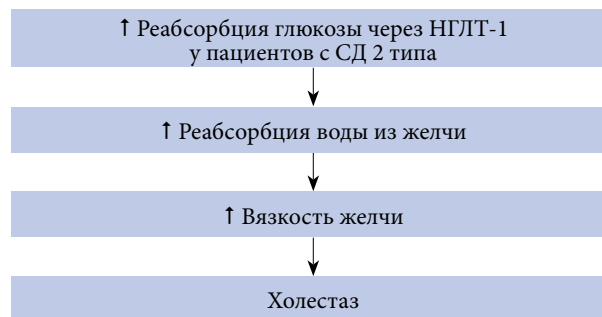 ↑ Реабсорбция глюкозы через НГЛТ-1
у пациентов с СД 2 типа
↑ Реабсорбция воды из желчи
↑ Вязкость желчи
Холестаз